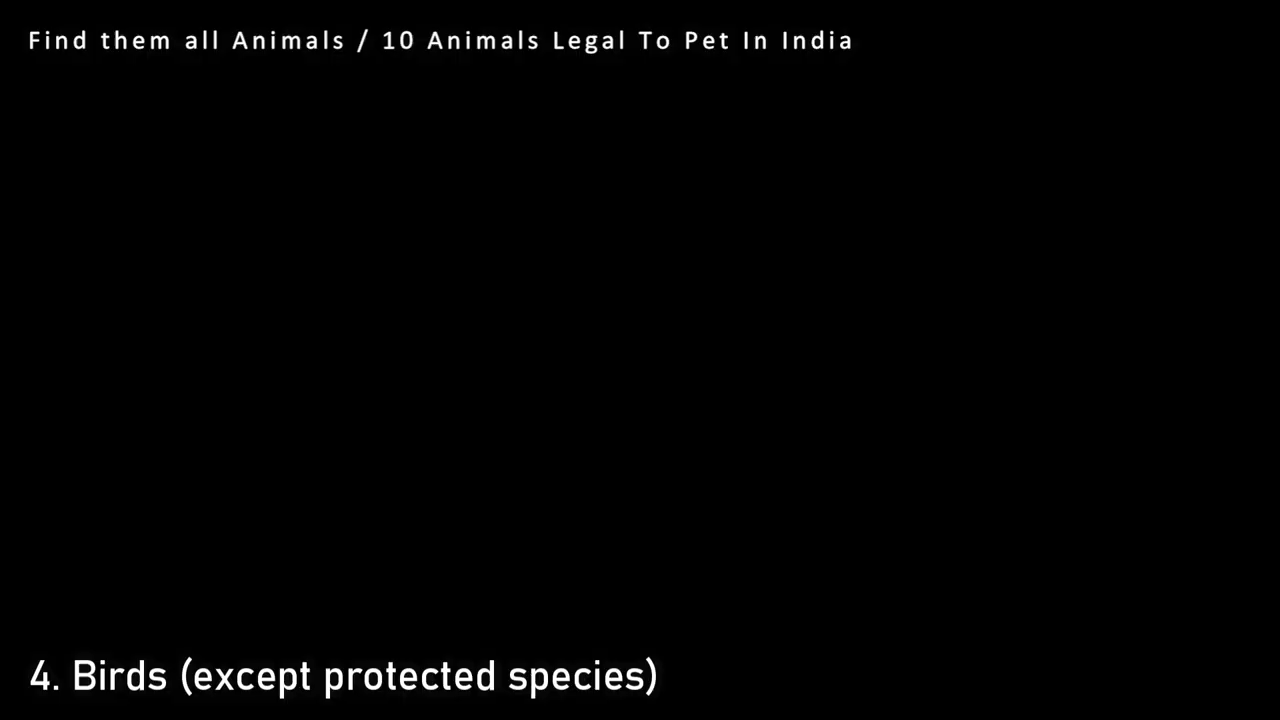 Find them all Animals / 10 Animals Legal To Pet In India
4. Birds (except protected species)